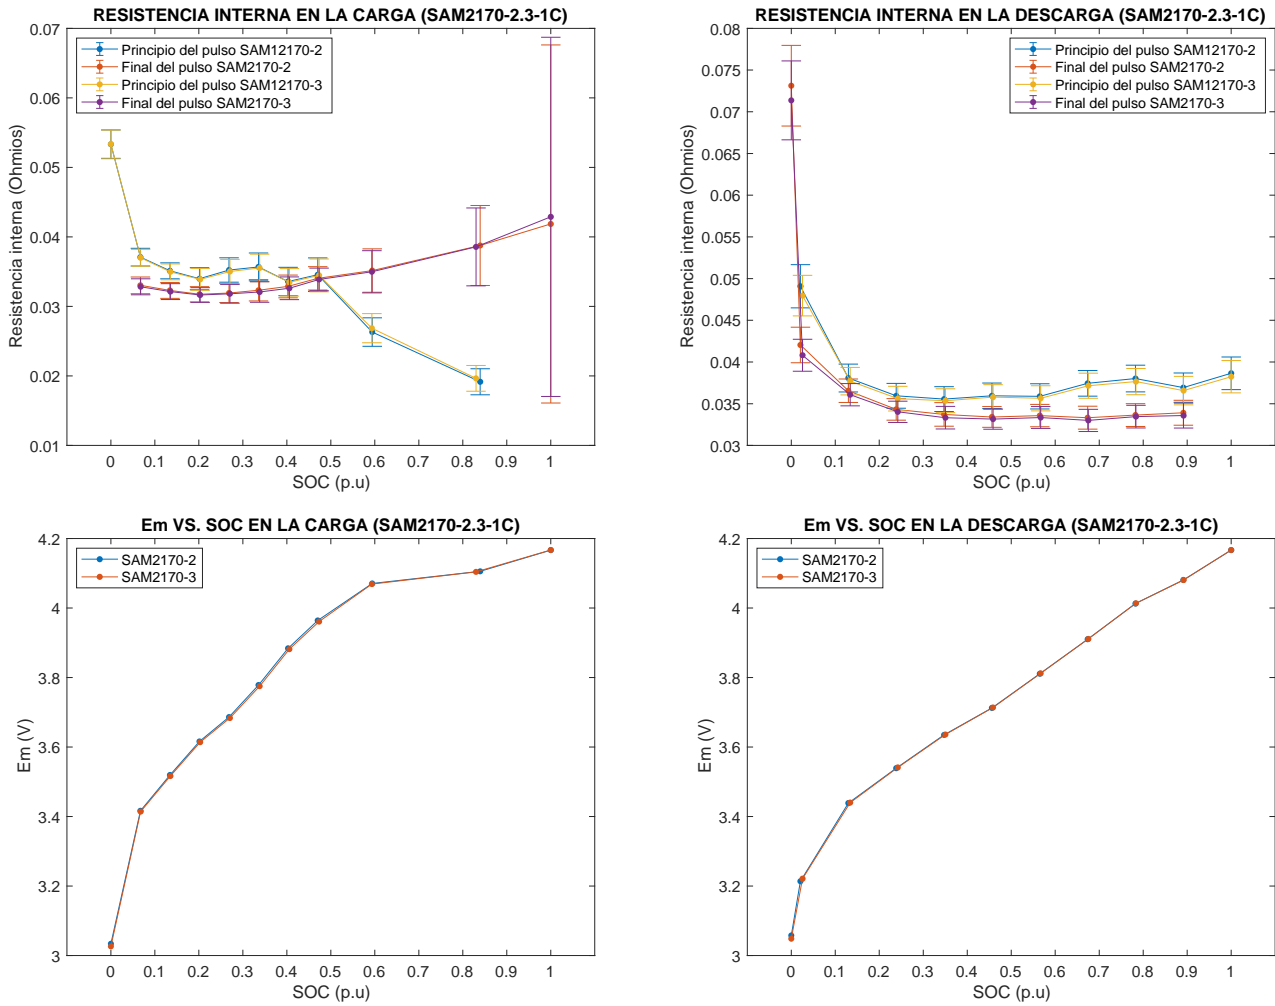 RESISTENCIA INTERNA EN LA CARGA (SAM2170-2.3-1C)
Resistencia interna (Ohmios)
0.07
0.06
0.05
0.04
0.03
0.02
0.01
Principio del pulso SAM12170-2
Final del pulso SAM2170-2
Principio del pulso SAM12170-3
Final del pulso SAM2170-3
0 0.1 0.2 0.3 0.4 0.5 0.6 0.7 0.8 0.9 1
SOC (p.u)
RESISTENCIA INTERNA EN LA DESCARGA (SAM2170-2.3-1C)
Resistencia interna (Ohmios)
0.08
0.075
0.07
0.065
0.06
0.055
0.05
0.045
0.04
0.035
0.03
Principio del pulso SAM12170-2
Final del pulso SAM2170-2
Principio del pulso SAM12170-3
Final del pulso SAM2170-3
0 0.1 0.2 0.3 0.4 0.5 0.6 0.7 0.8 0.9 1
SOC (p.u)
Em VS. SOC EN LA CARGA (SAM2170-2.3-1C)
Em (V)
4.2
4
3.8
3.6
3.4
3.2
3
SAM2170-2
SAM2170-3
0 0.1 0.2 0.3 0.4 0.5 0.6 0.7 0.8 0.9 1
SOC (p.u)
Em VS. SOC EN LA DESCARGA (SAM2170-2.3-1C)
Em (V)
4.2
4
3.8
3.6
3.4
3.2
3
SAM2170-2
SAM2170-3
0 0.1 0.2 0.3 0.4 0.5 0.6 0.7 0.8 0.9 1
SOC (p.u)